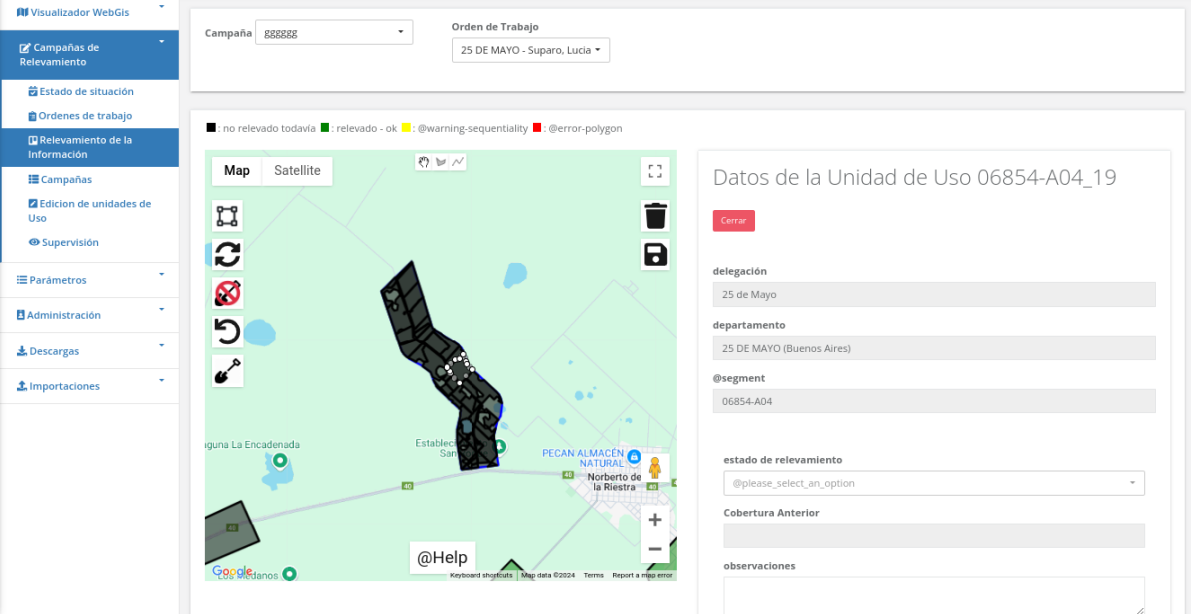 Visualizador WebGis
Campañas de
Relevamiento
Estado de situación
Ordenes de trabajo
Relevamiento de la
Información
Campañas
Edicion de unidades de
Uso
Supervisión
Parámetros
Administración
Descargas
Importaciones
Campaña gggggg
Orden de Trabajo
25 DE MAYO - Suparo, Lucia
: no relevado todavía : relevado - ok : @warning-sequentiality : @error-polygon
Map Satellite
aguna La Encadenada
Estableci
San
PECAN ALMACÉN
NATURAL
Norberto de
la Riestra
40
40
40
Los Médanos
@Help
Google
Keyboard shortcuts Map data ©2024 Terms Report a map error
Datos de la Unidad de Uso 06854-A04_19
Cerrar
delegación
25 de Mayo
departamento
25 DE MAYO (Buenos Aires)
@segment
06854-A04
estado de relevamiento
@please_select_an_option
Cobertura Anterior
observaciones